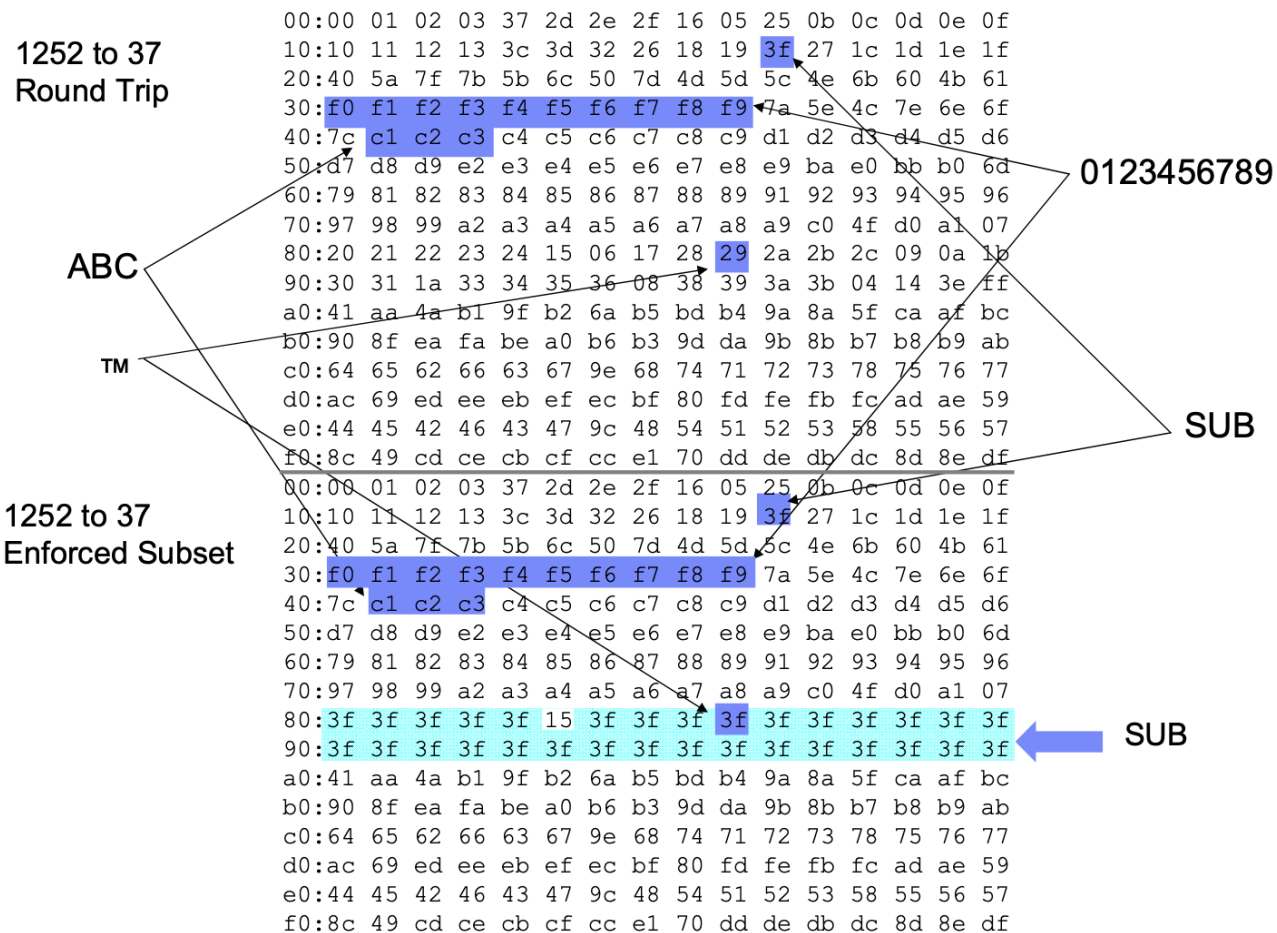 1252 to 37
Round Trip
00:00 01 02 03 37 2d 2e 2f 16 05 25 0b 0c 0d 0e 0f
10:10 11 12 13 3c 3d 32 26 18 19 3f 27 1c 1d 1e 1f
20:40 5a 7f 7b 5b 6c 50 7d 4d 5d 5c 4e 6b 60 4b 61
30:f0 f1 f2 f3 f4 f5 f6 f7 f8 f9 7a 5e 4c 7e 6e 6f
40:7c c1 c2 c3 c4 c5 c6 c7 c8 c9 d1 d2 d3 d4 d5 d6
50:d7 d8 d9 e2 e3 e4 e5 e6 e7 e8 e9 ba e0 bb b0 6d
60:79 81 82 83 84 85 86 87 88 89 91 92 93 94 95 96
70:97 98 99 a2 a3 a4 a5 a6 a7 a8 a9 c0 4f d0 a1 07
80:20 21 22 23 24 15 06 17 28 29 2a 2b 2c 09 0a 1b
90:30 31 1a 33 34 35 36 08 38 39 3a 3b 04 14 3e ff
a0:41 aa 4a b1 9f b2 6a b5 bd b4 9a 8a 5f ca af bc
b0:90 8f ea fa be a0 b6 b3 9d da 9b 8b b7 b8 b9 ab
c0:64 65 62 66 63 67 9e 68 74 71 72 73 78 75 76 77
d0:ac 69 ed ee eb ef ec bf 80 fd fe fb fc ad ae 59
e0:44 45 42 46 43 47 9c 48 54 51 52 53 58 55 56 57
f0:8c 49 cd ce cb cf cc e1 70 dd de db dc 8d 8e df
0123456789
ABC
TM
SUB
1252 to 37
Enforced Subset
00:00 01 02 03 37 2d 2e 2f 16 05 25 0b 0c 0d 0e 0f
10:10 11 12 13 3c 3d 32 26 18 19 3f 27 1c 1d 1e 1f
20:40 5a 7f 7b 5b 6c 50 7d 4d 5d 5c 4e 6b 60 4b 61
30:f0 f1 f2 f3 f4 f5 f6 f7 f8 f9 7a 5e 4c 7e 6e 6f
40:7c c1 c2 c3 c4 c5 c6 c7 c8 c9 d1 d2 d3 d4 d5 d6
50:d7 d8 d9 e2 e3 e4 e5 e6 e7 e8 e9 ba e0 bb b0 6d
60:79 81 82 83 84 85 86 87 88 89 91 92 93 94 95 96
70:97 98 99 a2 a3 a4 a5 a6 a7 a8 a9 c0 4f d0 a1 07
80:3f 3f 3f 3f 3f 15 3f 3f 3f 3f 3f 3f 3f 3f 3f 3f
90:3f 3f 3f 3f 3f 3f 3f 3f 3f 3f 3f 3f 3f 3f 3f 3f
a0:41 aa 4a b1 9f b2 6a b5 bd b4 9a 8a 5f ca af bc
b0:90 8f ea fa be a0 b6 b3 9d da 9b 8b b7 b8 b9 ab
c0:64 65 62 66 63 67 9e 68 74 71 72 73 78 75 76 77
d0:ac 69 ed ee eb ef ec bf 80 fd fe fb fc ad ae 59
e0:44 45 42 46 43 47 9c 48 54 51 52 53 58 55 56 57
f0:8c 49 cd ce cb cf cc e1 70 dd de db dc 8d 8e df
SUB